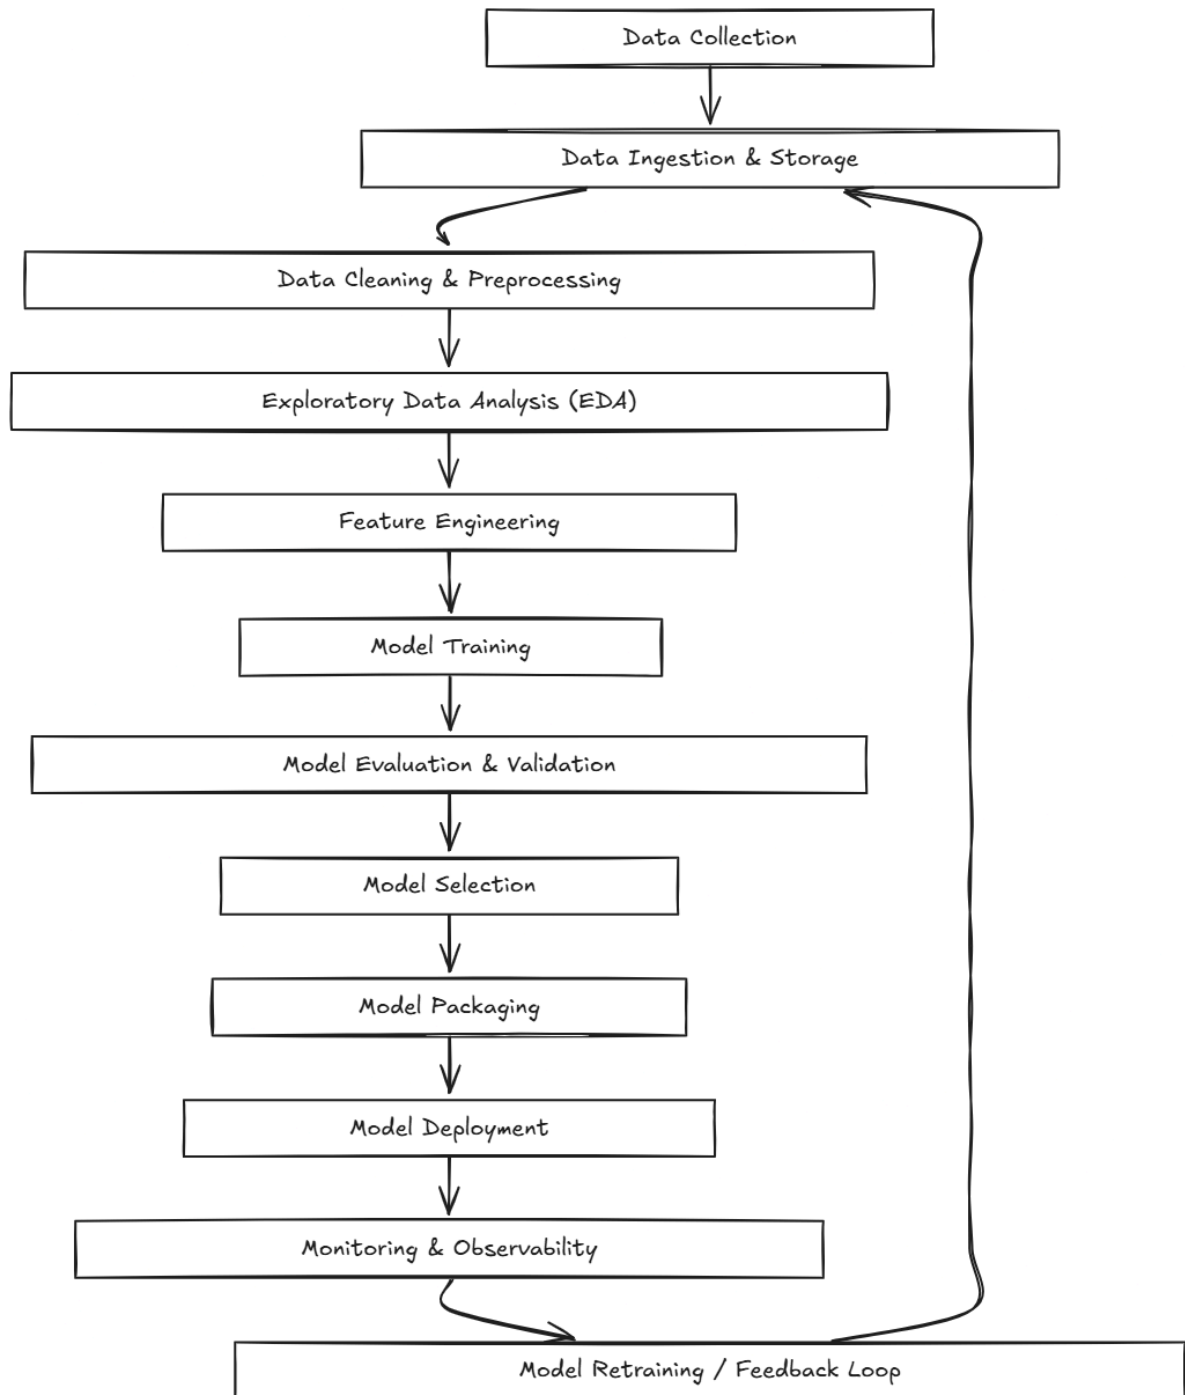 Data Collection
Data Ingestion & Storage
Data Cleaning & Preprocessing
Exploratory Data Analysis (EDA)
Feature Engineering
Model Training
Model Evaluation & Validation
Model Selection
Model Packaging
Model Deployment
Monitoring & Observability
Model Retraining / Feedback Loop